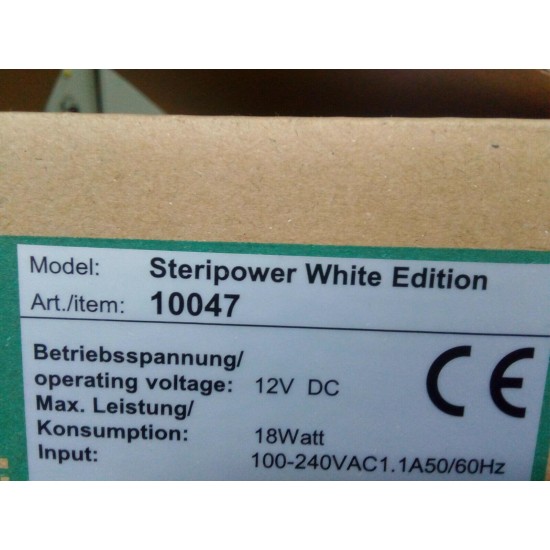 Model: Steripower White Edition
Art./item: 10047
Betriebsspannung/
operating voltage: 12V DC
Max. Leistung/
Konsumption: 18Watt
Input: 100-240VAC1.1A50/60Hz
CE